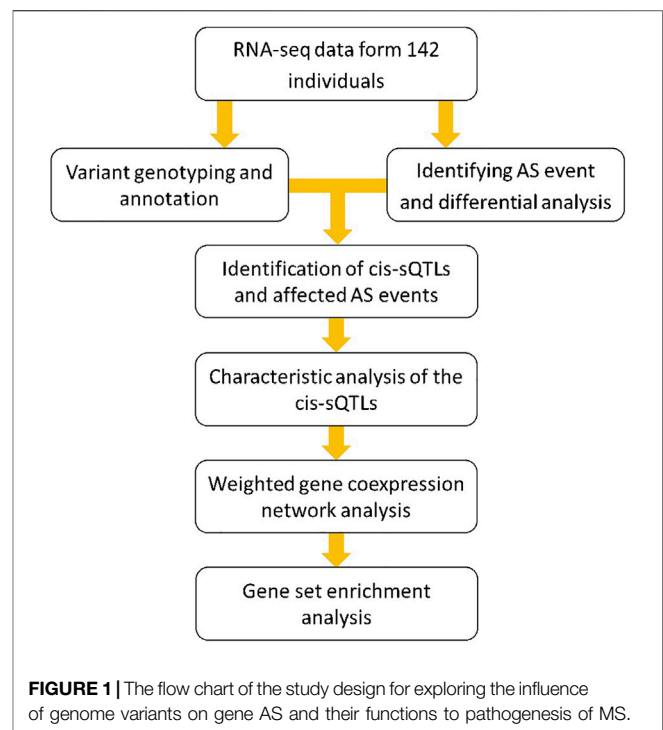 RNA-seq data form 142
individuals
Variant genotyping and
annotation
Identifying AS event
and differential analysis
Identification of cis-sQTLs
and affected AS events
Characteristic analysis of the
cis-sQTLs
Weighted gene coexpression
network analysis
Gene set enrichment
analysis
FIGURE 1 | The flow chart of the study design for exploring the influence
of genome variants on gene AS and their functions to pathogenesis of MS.